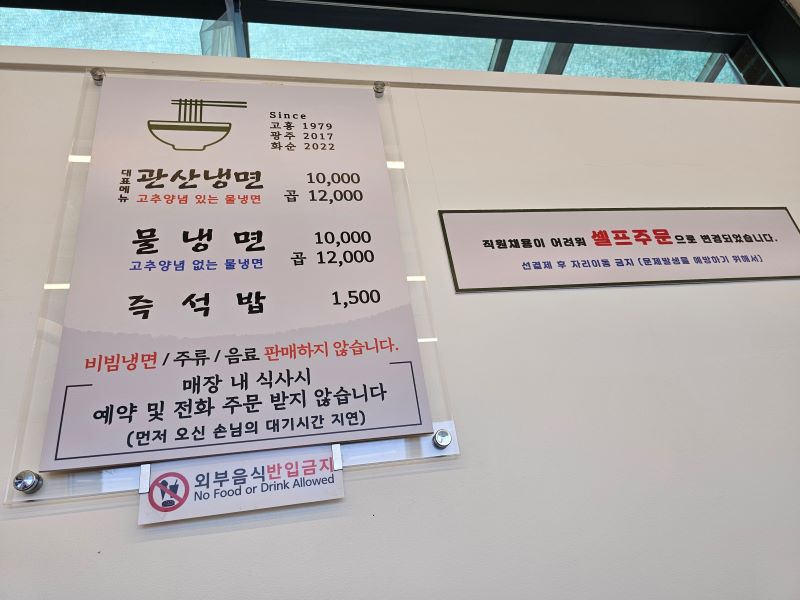 Since
고흥 1979
광주 2017
화순 2022
대표메뉴 관산냉면 10,000
고추양념 있는 물냉면 곱 12,000
물냉면 10,000
고추양념 없는 물냉면 곱 12,000
즉석밥 1,500
비빔냉면 / 주류 / 음료 판매하지 않습니다.
매장 내 식사시
예약 및 전화 주문 받지 않습니다
(먼저 오신 손님의 대기시간 지연)
외부음식반입금지
No Food or Drink Allowed
직원채용이 어려워 셀프주문으로 변경되었습니다.
선결제 후 자리이동 금지 (문제발생을 예방하기 위해서)